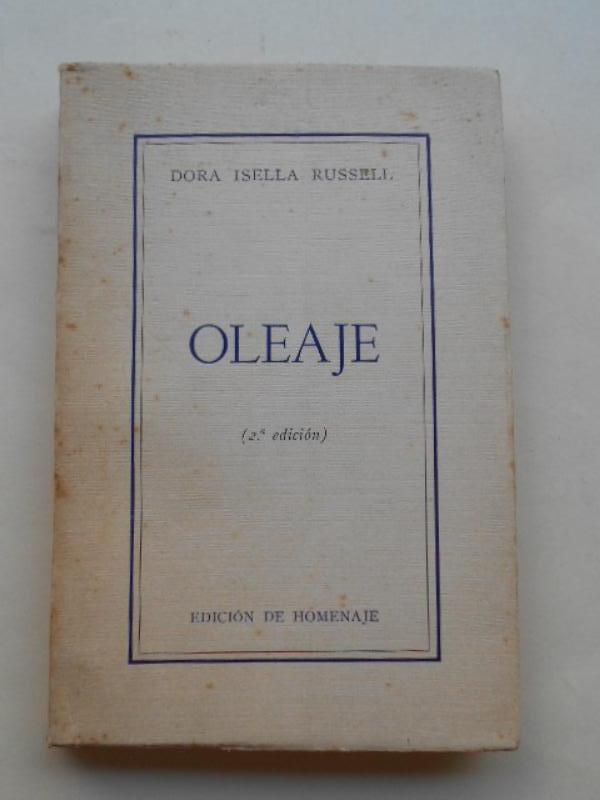 DORA ISELLA RUSSELL
OLEAJE
(2.ª edición)
EDICIÓN DE HOMENAJE